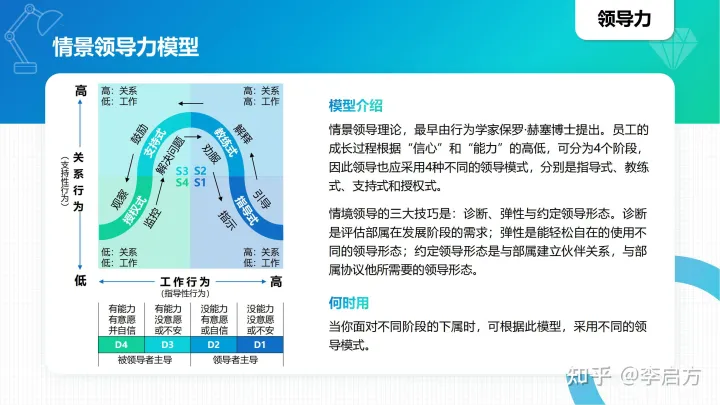 领导力
情景领导力模型
高
关系行为
(支持性行为)
低
高：关系
低：工作
高：关系
高：工作
鼓励
支持式
解决问题
教练式
劝服
解释
S3 S2
S4 S1
观察
授权式
监控
指示
指导式
引导
低：关系
低：工作
低：关系
高：工作
工作行为
(指导性行为)
高
有能力
有意愿
并自信
有能力
没意愿
或不安
没能力
有意愿
或自信
没能力
没意愿
或不安
D4 D3 D2 D1
被领导者主导 领导者主导
模型介绍
情景领导理论，最早由行为学家保罗·赫塞博士提出。员工的
成长过程根据“信心”和“能力”的高低，可分为4个阶段，
因此领导也应采用4种不同的领导模式，分别是指导式、教练
式、支持式和授权式。
情境领导的三大技巧是：诊断、弹性与约定领导形态。诊断
是评估部属在发展阶段的需求；弹性是能轻松自在的使用不
同的领导形态；约定领导形态是与部属建立伙伴关系，与部
属协议他所需要的领导形态。
何时用
当你面对不同阶段的下属时，可根据此模型，采用不同的领
导模式。
知乎 @李启方